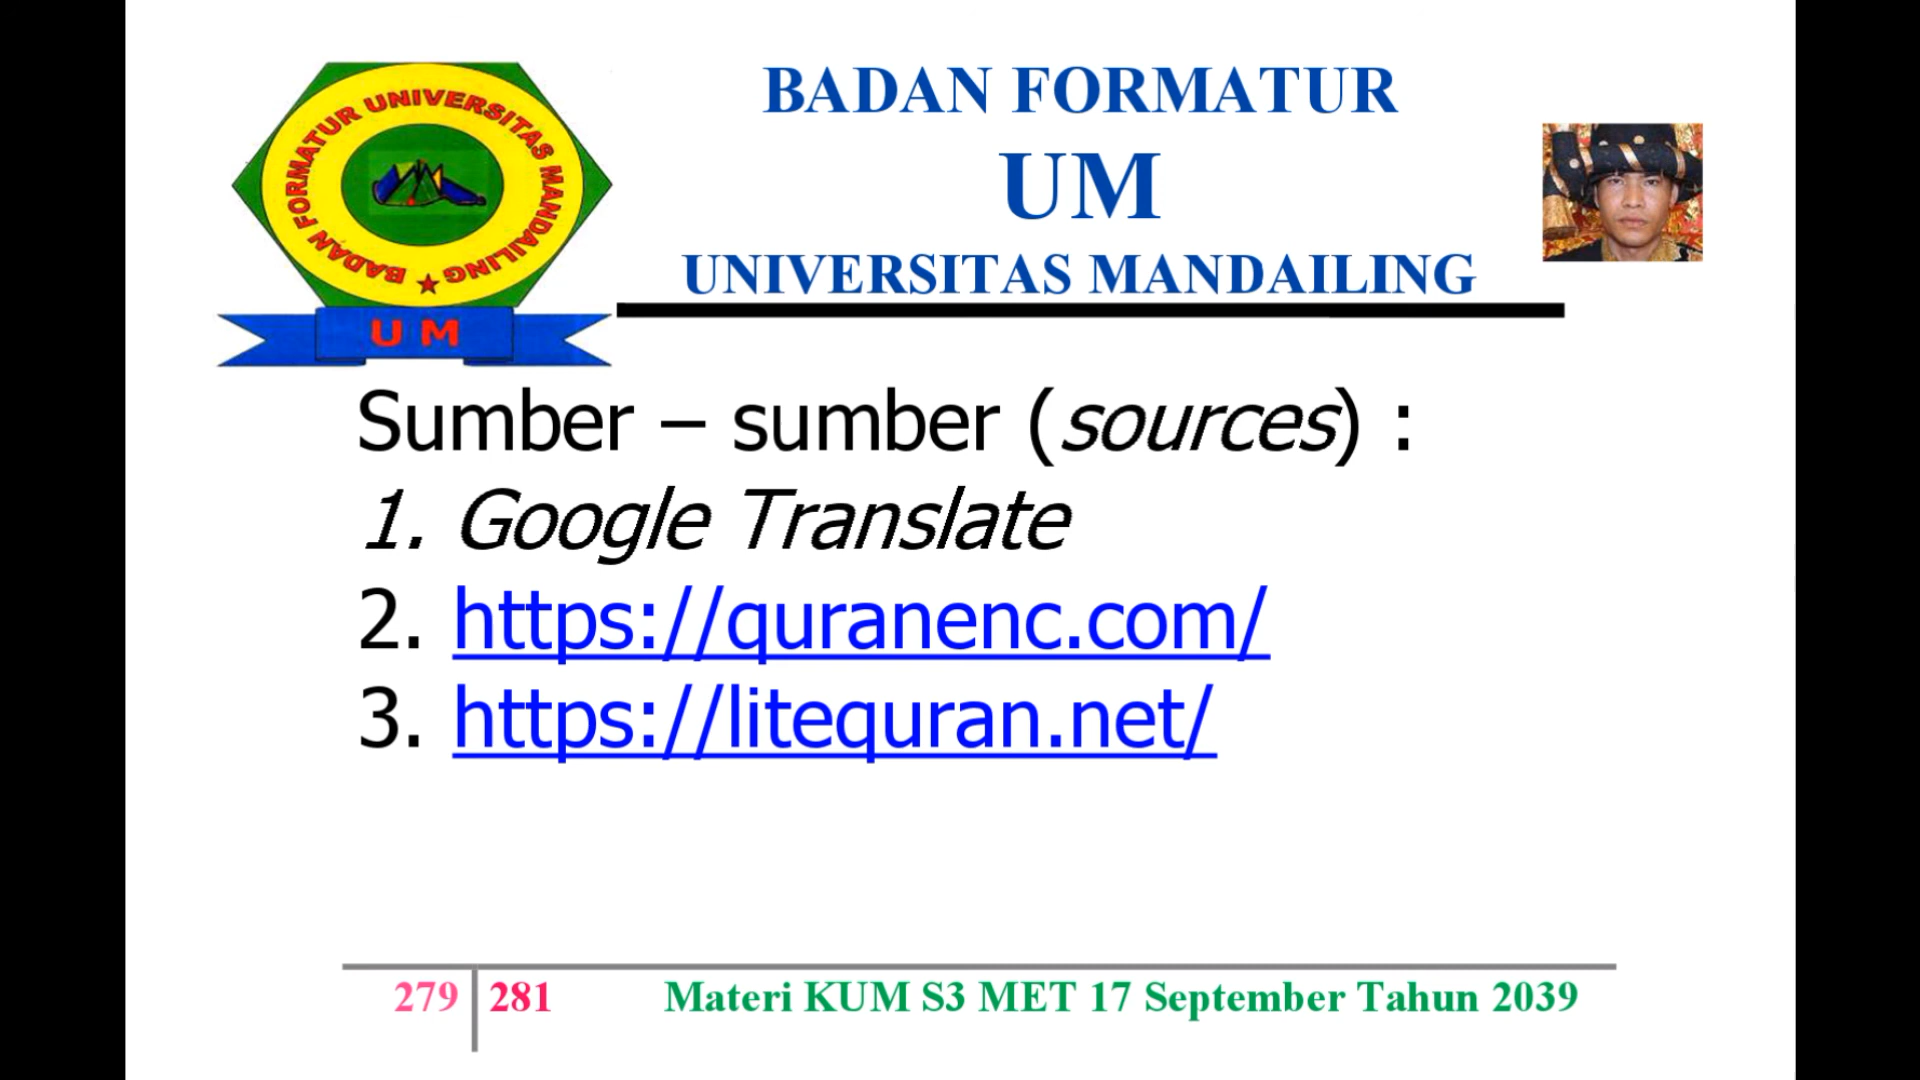 BADAN FORMATUR UNIVERSITAS MANDAILING
U M
BADAN FORMATUR
UM
UNIVERSITAS MANDAILING
Sumber – sumber (sources) :
1. Google Translate
2. https://quranenc.com/
3. https://litequran.net/
279 281 Materi KUM S3 MET 17 September Tahun 2039